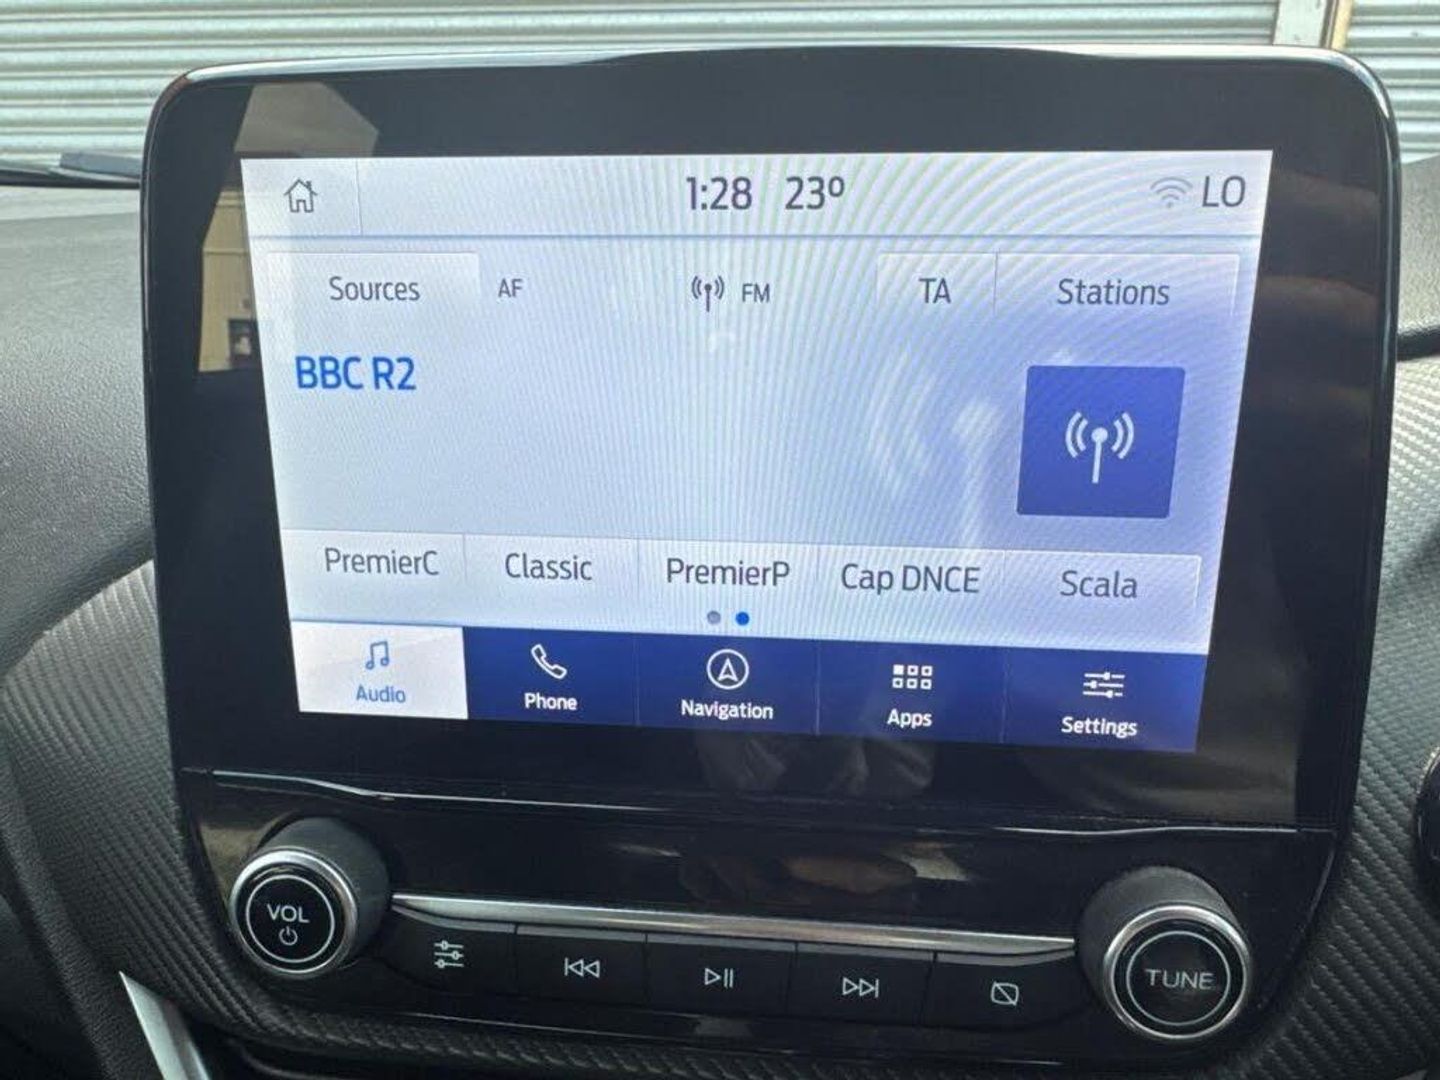 1:28 23º LO
Sources AF FM TA Stations
BBC R2
PremierC Classic PremierP Cap DNCE Scala
Audio Phone Navigation Apps Settings
VOL
TUNE